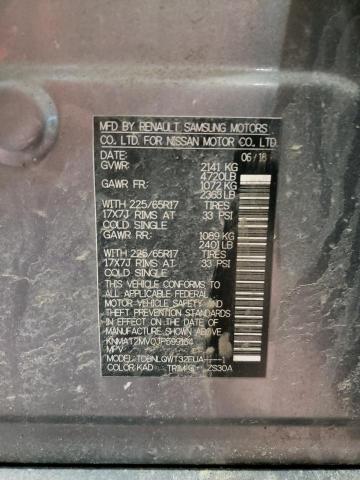 MFD BY RENAULT SAMSUNG MOTORS
CO. LTD. FOR NISSAN MOTOR CO. LTD.
DATE: 06/18
GVWR: 2141 KG
4720LB
GAWR FR: 1072 KG
2363 LB
WITH 225/65R17 TIRES
17X7J RIMS AT 33 PSI
COLD SINGLE
GAWR RR: 1089 KG
2401 LB
WITH 225/65R17 TIRES
17X7J RIMS AT 33 PSI
COLD SINGLE
THIS VEHICLE CONFORMS TO
ALL APPLICABLE FEDERAL
MOTOR VEHICLE SAFETY AND
THEFT PREVENTION STANDARDS
IN EFFECT ON THE DATE OF
MANUFACTURE SHOWN ABOVE
MPV
COLOR:KAD TRIM:G